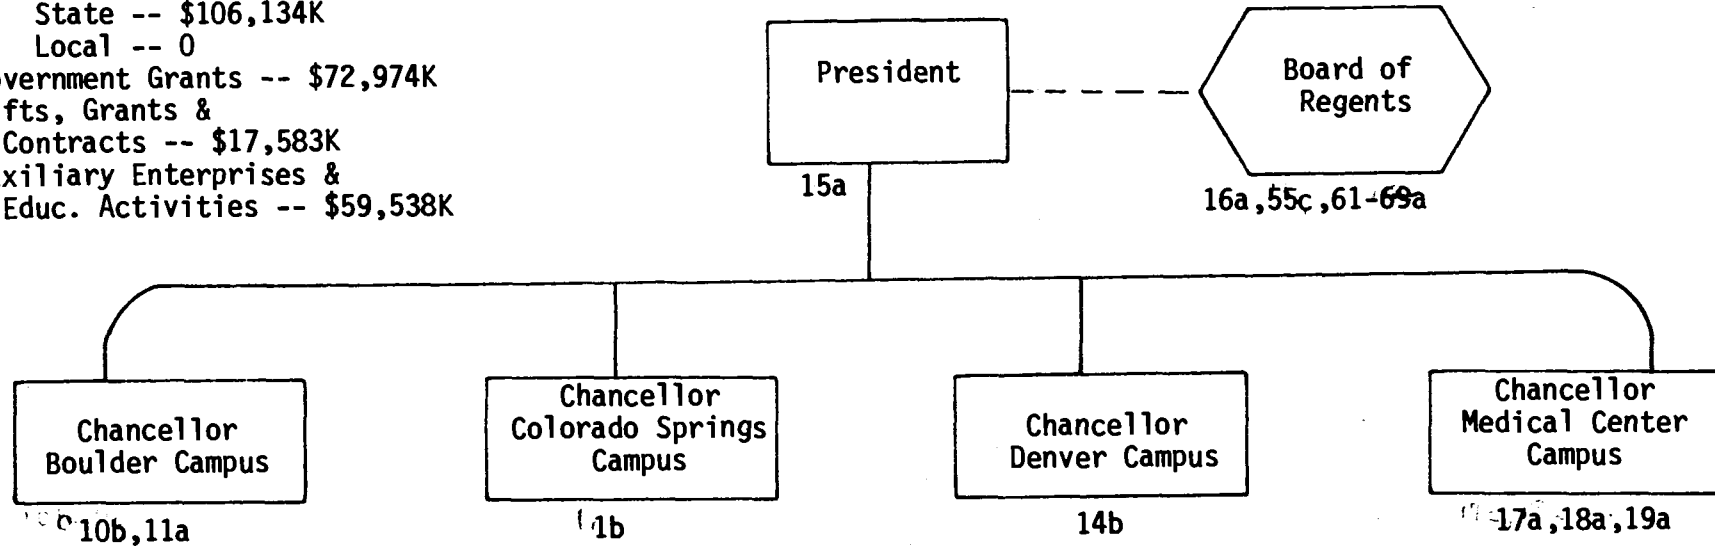 State -- $106,134K
Local -- 0
vernment Grants -- $72,974K
fts, Grants &
Contracts -- $17,583K
xiliary Enterprises &
Educ. Activities -- $59,538K
President
15a
Board of
Regents
16a,55c,61-69a
Chancellor
Boulder Campus
10b,11a
Chancellor
Colorado Springs
Campus
1b
Chancellor
Denver Campus
14b
Chancellor
Medical Center
Campus
17a,18a,19a